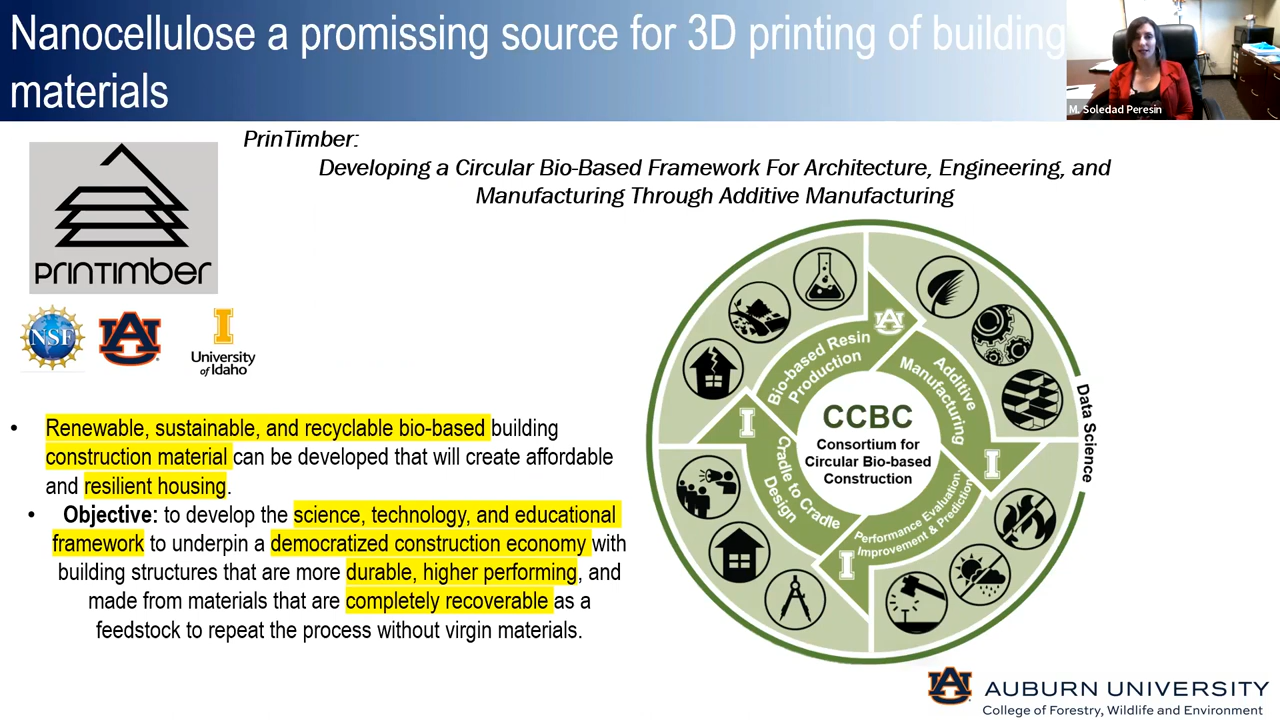 Nanocellulose a promissing source for 3D printing of building
materials
M. Soledad Peresin
PrinTimber:
Developing a Circular Bio-Based Framework For Architecture, Engineering, and
Manufacturing Through Additive Manufacturing
PrinTimber
NSF
AU
I
University
of Idaho
• Renewable, sustainable, and recyclable bio-based building
construction material can be developed that will create affordable
and resilient housing.
• Objective: to develop the science, technology, and educational
framework to underpin a democratized construction economy with
building structures that are more durable, higher performing, and
made from materials that are completely recoverable as a
feedstock to repeat the process without virgin materials.
AU
Bio-based Resin
Production
Additive
Manufacturing
I
I
CCBC
Consortium for
Circular Bio-based
Construction
Cradle to Cradle
Design
Performance Evaluation,
Improvement & Prediction
I
Data Science
AU
AUBURN UNIVERSITY
College of Forestry, Wildlife and Environment